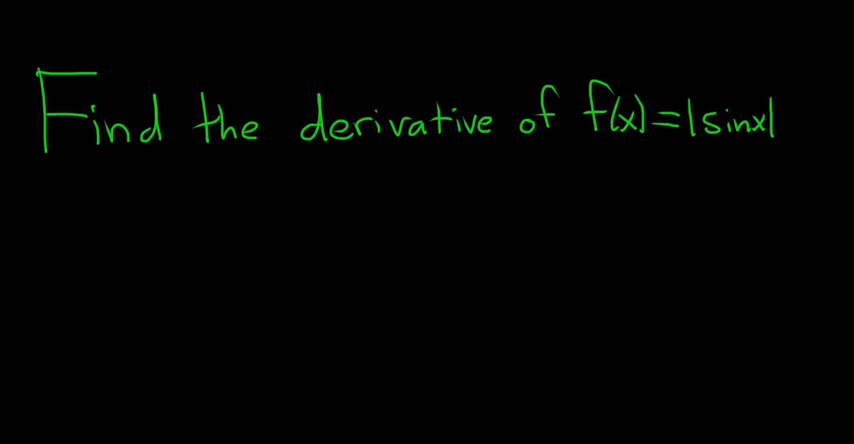 Find the derivative of f(x)=|sinx|